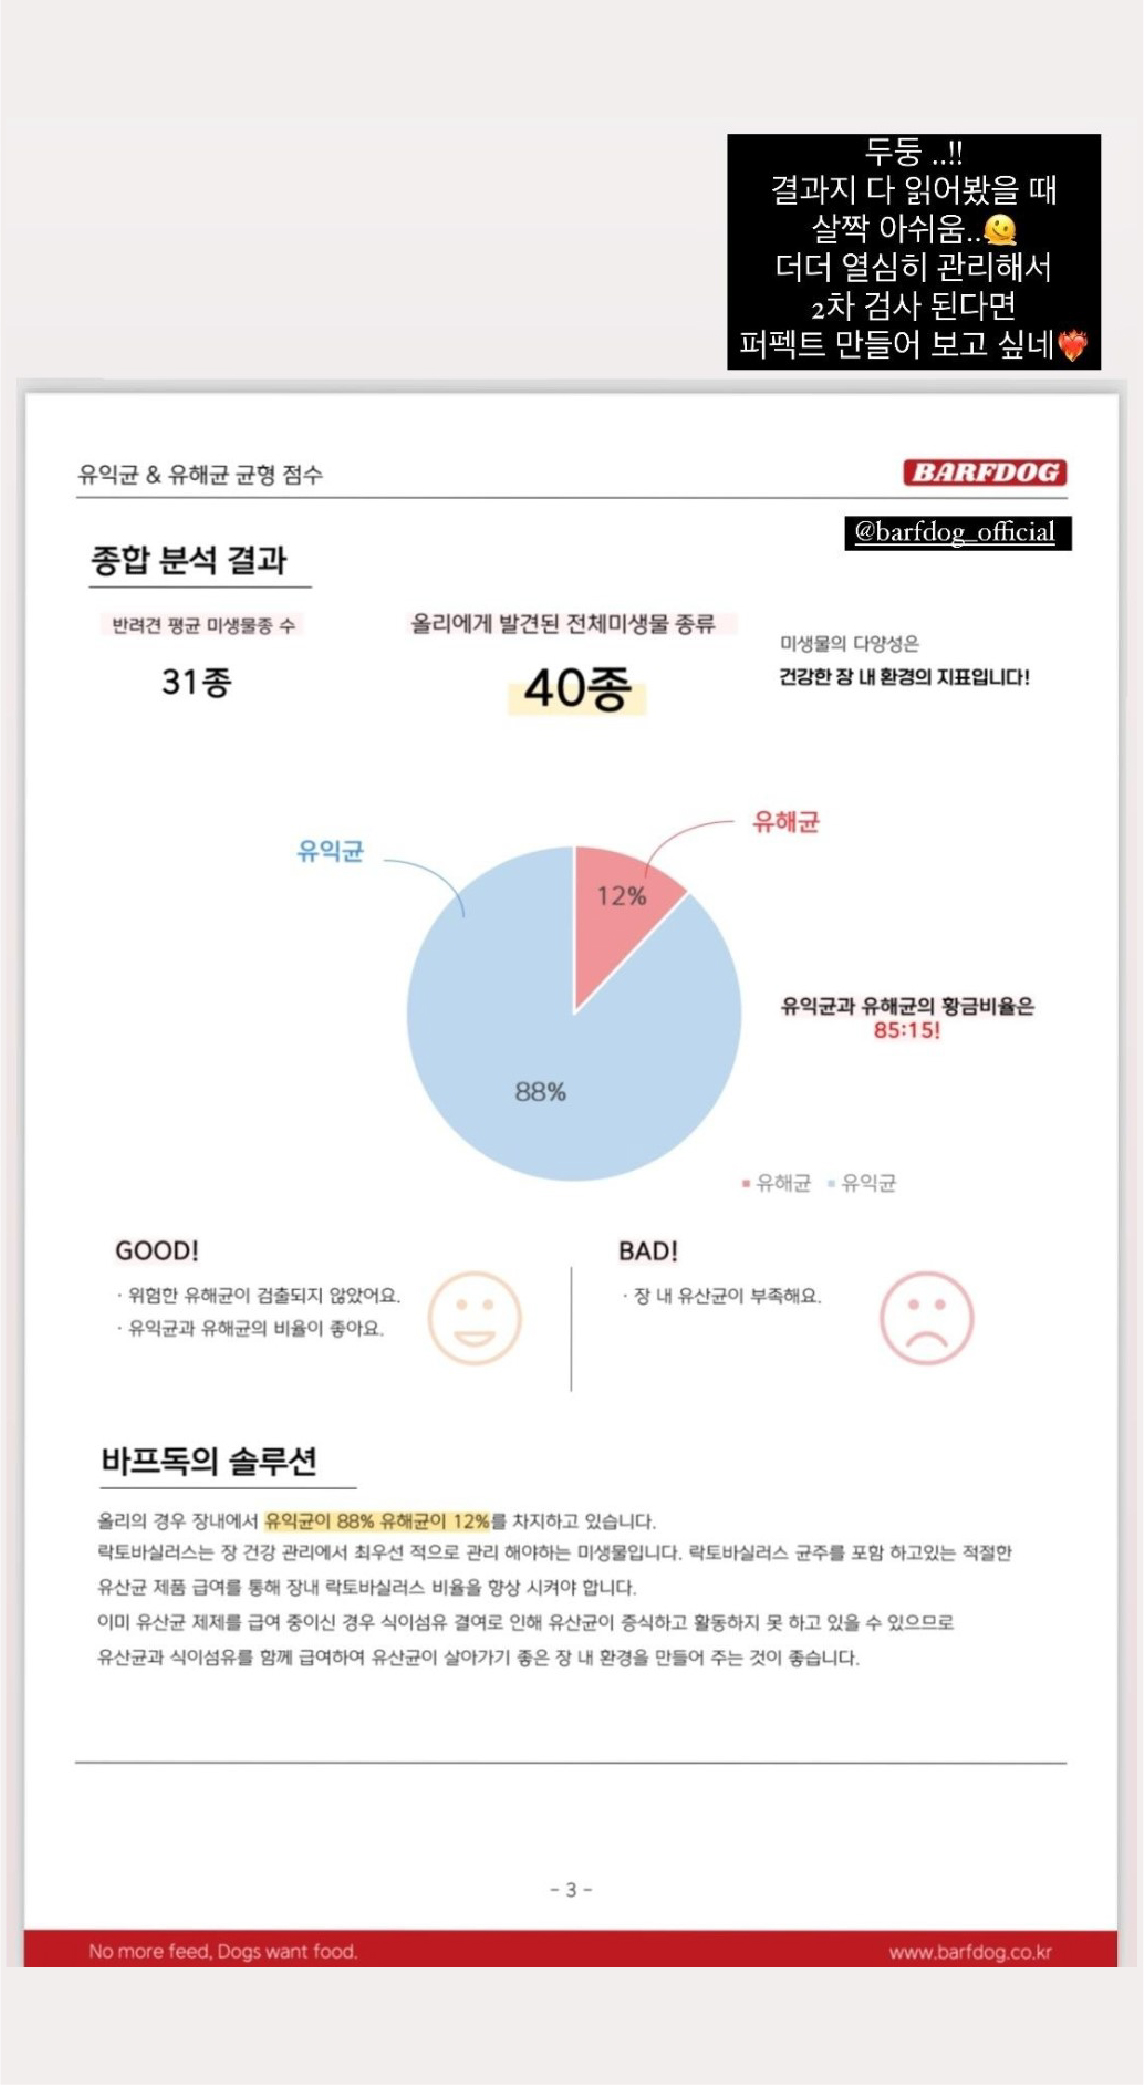 두둥 ..!!
결과지 다 읽어봤을 때
살짝 아쉬움..🫠
더더 열심히 관리해서
2차 검사 된다면
퍼펙트 만들어 보고 싶네❤️‍🔥
유익균 & 유해균 균형 점수
BARFDOG
@barfdog_official
종합 분석 결과
반려견 평균 미생물종 수
31종
올리에게 발견된 전체미생물 종류
40종
미생물의 다양성은
건강한 장 내 환경의 지표입니다!
유익균
유해균
12%
88%
유익균과 유해균의 황금비율은
85:15!
유해균 유익균
GOOD!
· 위험한 유해균이 검출되지 않았어요.
· 유익균과 유해균의 비율이 좋아요.
BAD!
· 장 내 유산균이 부족해요.
바프독의 솔루션
올리의 경우 장내에서 유익균이 88% 유해균이 12%를 차지하고 있습니다.
락토바실러스는 장 건강 관리에서 최우선 적으로 관리 해야하는 미생물입니다. 락토바실러스 균주를 포함 하고있는 적절한
유산균 제품 급여를 통해 장내 락토바실러스 비율을 향상 시켜야 합니다.
이미 유산균 제제를 급여 중이신 경우 식이섬유 결여로 인해 유산균이 증식하고 활동하지 못 하고 있을 수 있으므로
유산균과 식이섬유를 함께 급여하여 유산균이 살아가기 좋은 장 내 환경을 만들어 주는 것이 좋습니다.
- 3 -
No more feed, Dogs want food.
www.barfdog.co.kr